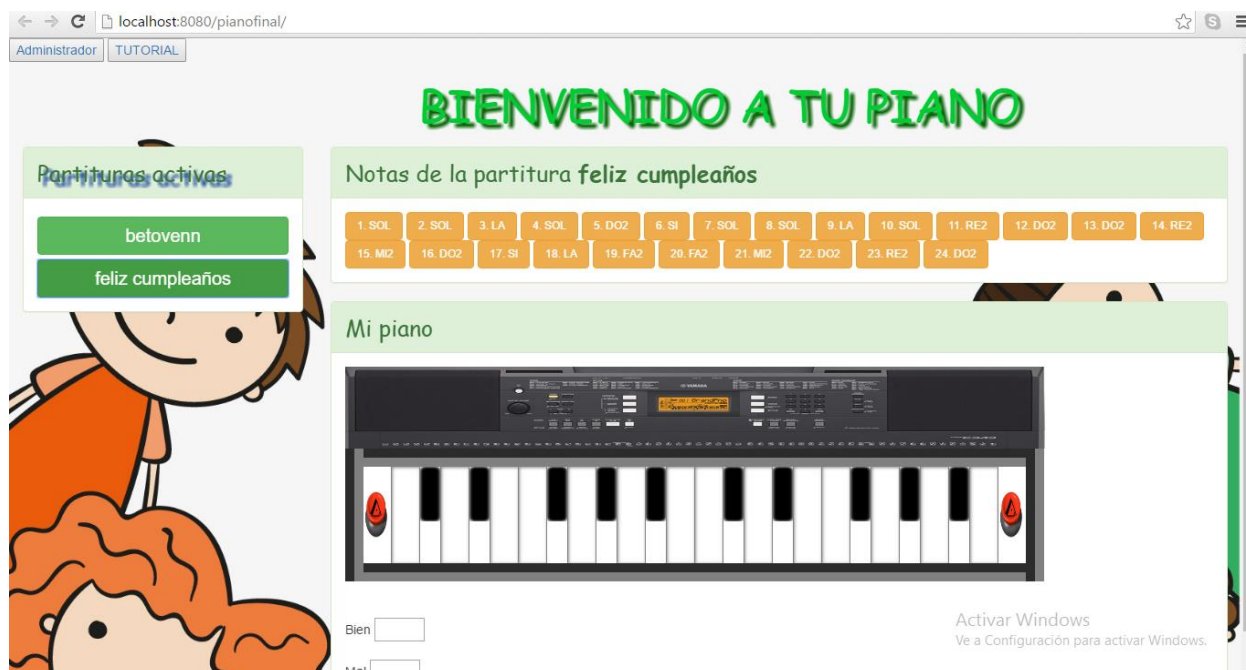 localhost:8080/pianofinal/
Administrador TUTORIAL
BIENVENIDO A TU PIANO
Partituras activas
betovenn
feliz cumpleaños
Notas de la partitura feliz cumpleaños
1. SOL 2. SOL 3. LA 4. SOL 5. DO2 6. SI 7. SOL 8. SOL 9. LA 10. SOL 11. RE2 12. DO2 13. DO2 14. RE2
15. MI2 16. DO2 17. SI 18. LA 19. FA2 20. FA2 21. MI2 22. DO2 23. RE2 24. DO2
Mi piano
YAMAHA
Bien
Mal
Activar Windows
Ve a Configuración para activar Windows.